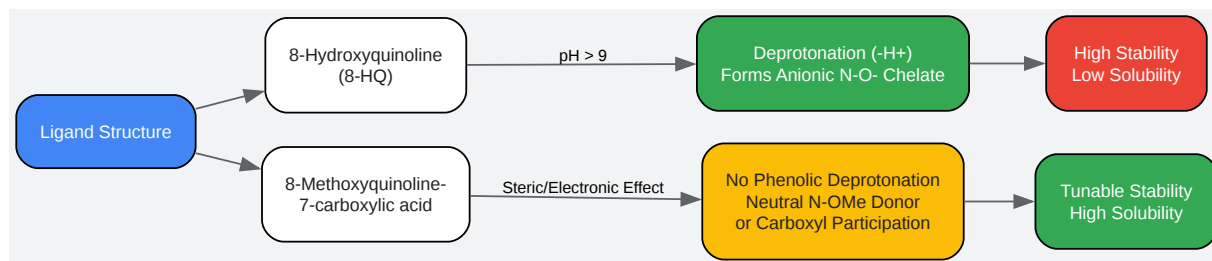 Ligand Structure
8-Hydroxyquinoline
(8-HQ)
pH > 9
Deprotonation (-H+)
Forms Anionic N-O- Chelate
High Stability
Low Solubility
8-Methoxyquinoline-
7-carboxylic acid
Steric/Electronic Effect
No Phenolic Deprotonation
Neutral N-OMe Donor
or Carboxyl Participation
Tunable Stability
High Solubility